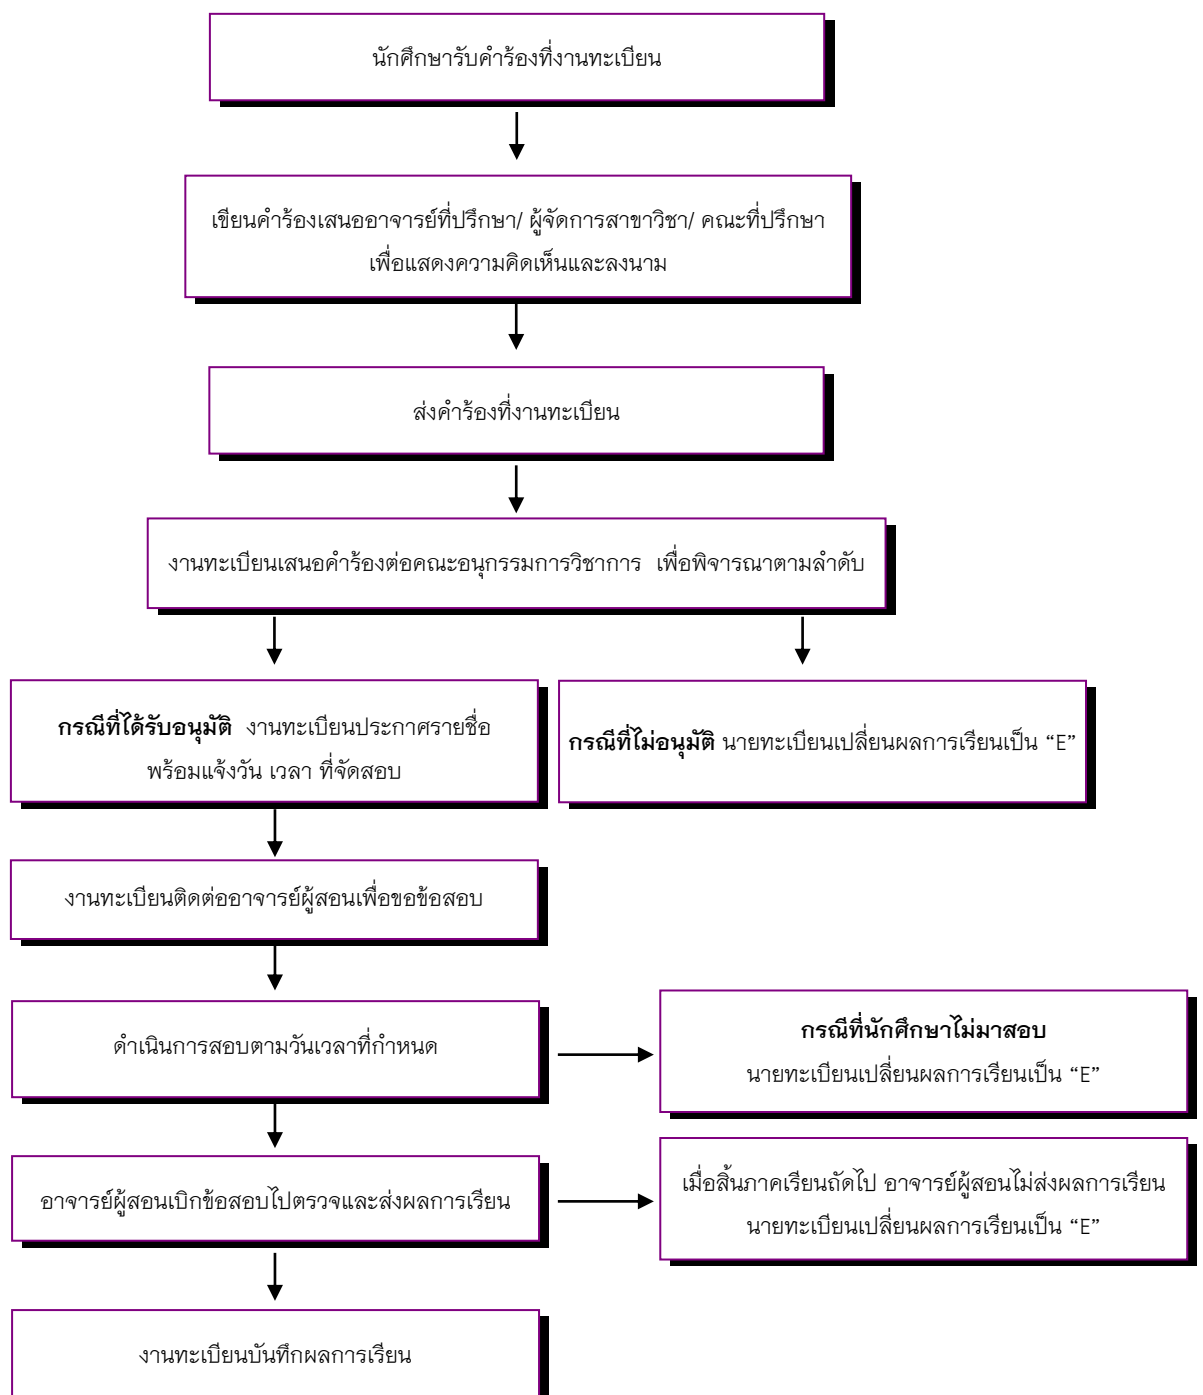 นักศึกษารับคำร้องที่งานทะเบียน
เขียนคำร้องเสนออาจารย์ที่ปรึกษา/ ผู้จัดการสาขาวิชา/ คณะที่ปรึกษา
เพื่อแสดงความคิดเห็นและลงนาม
ส่งคำร้องที่งานทะเบียน
งานทะเบียนเสนอคำร้องต่อคณะอนุกรรมการวิชาการ เพื่อพิจารณาตามลำดับ
กรณีที่ได้รับอนุมัติ งานทะเบียนประกาศรายชื่อ
พร้อมแจ้งวัน เวลา ที่จัดสอบ
กรณีที่ไม่อนุมัติ นายทะเบียนเปลี่ยนผลการเรียนเป็น “E”
งานทะเบียนติดต่ออาจารย์ผู้สอนเพื่อขอข้อสอบ
ดำเนินการสอบตามวันเวลาที่กำหนด
กรณีที่นักศึกษาไม่มาสอบ
นายทะเบียนเปลี่ยนผลการเรียนเป็น “E”
อาจารย์ผู้สอนเบิกข้อสอบไปตรวจและส่งผลการเรียน
เมื่อสิ้นภาคเรียนถัดไป อาจารย์ผู้สอนไม่ส่งผลการเรียน
นายทะเบียนเปลี่ยนผลการเรียนเป็น “E”
งานทะเบียนบันทึกผลการเรียน